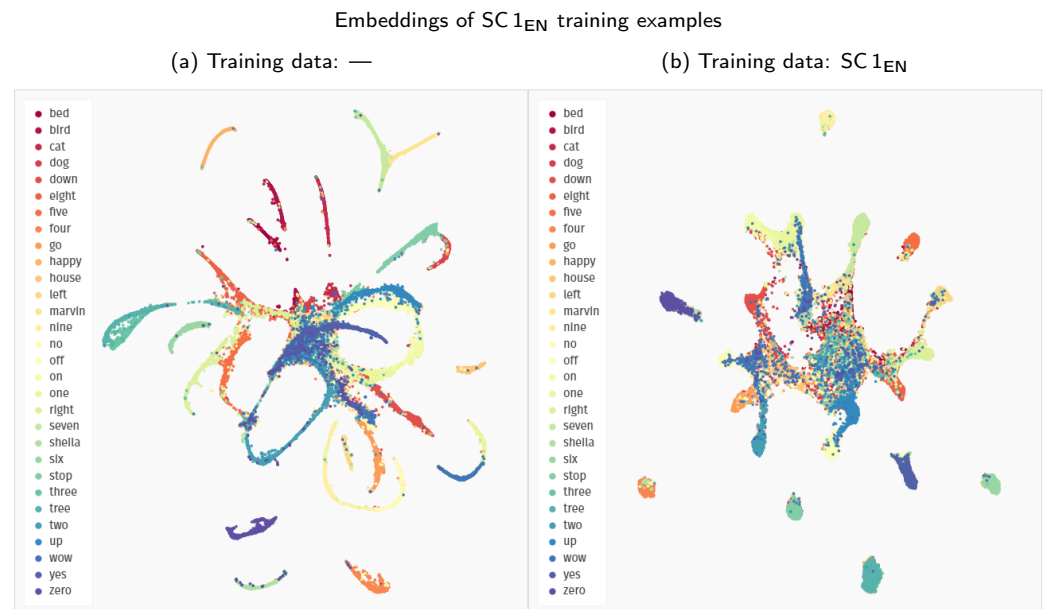 Embeddings of SC 1EN training examples
(a) Training data: —
(b) Training data: SC 1EN
bed
bird
cat
dog
down
eight
five
four
go
happy
house
left
marvin
nine
no
off
on
one
right
seven
sheila
six
stop
three
tree
two
up
wow
yes
zero
bed
bird
cat
dog
down
eight
five
four
go
happy
house
left
marvin
nine
no
off
on
one
right
seven
sheila
six
stop
three
tree
two
up
wow
yes
zero